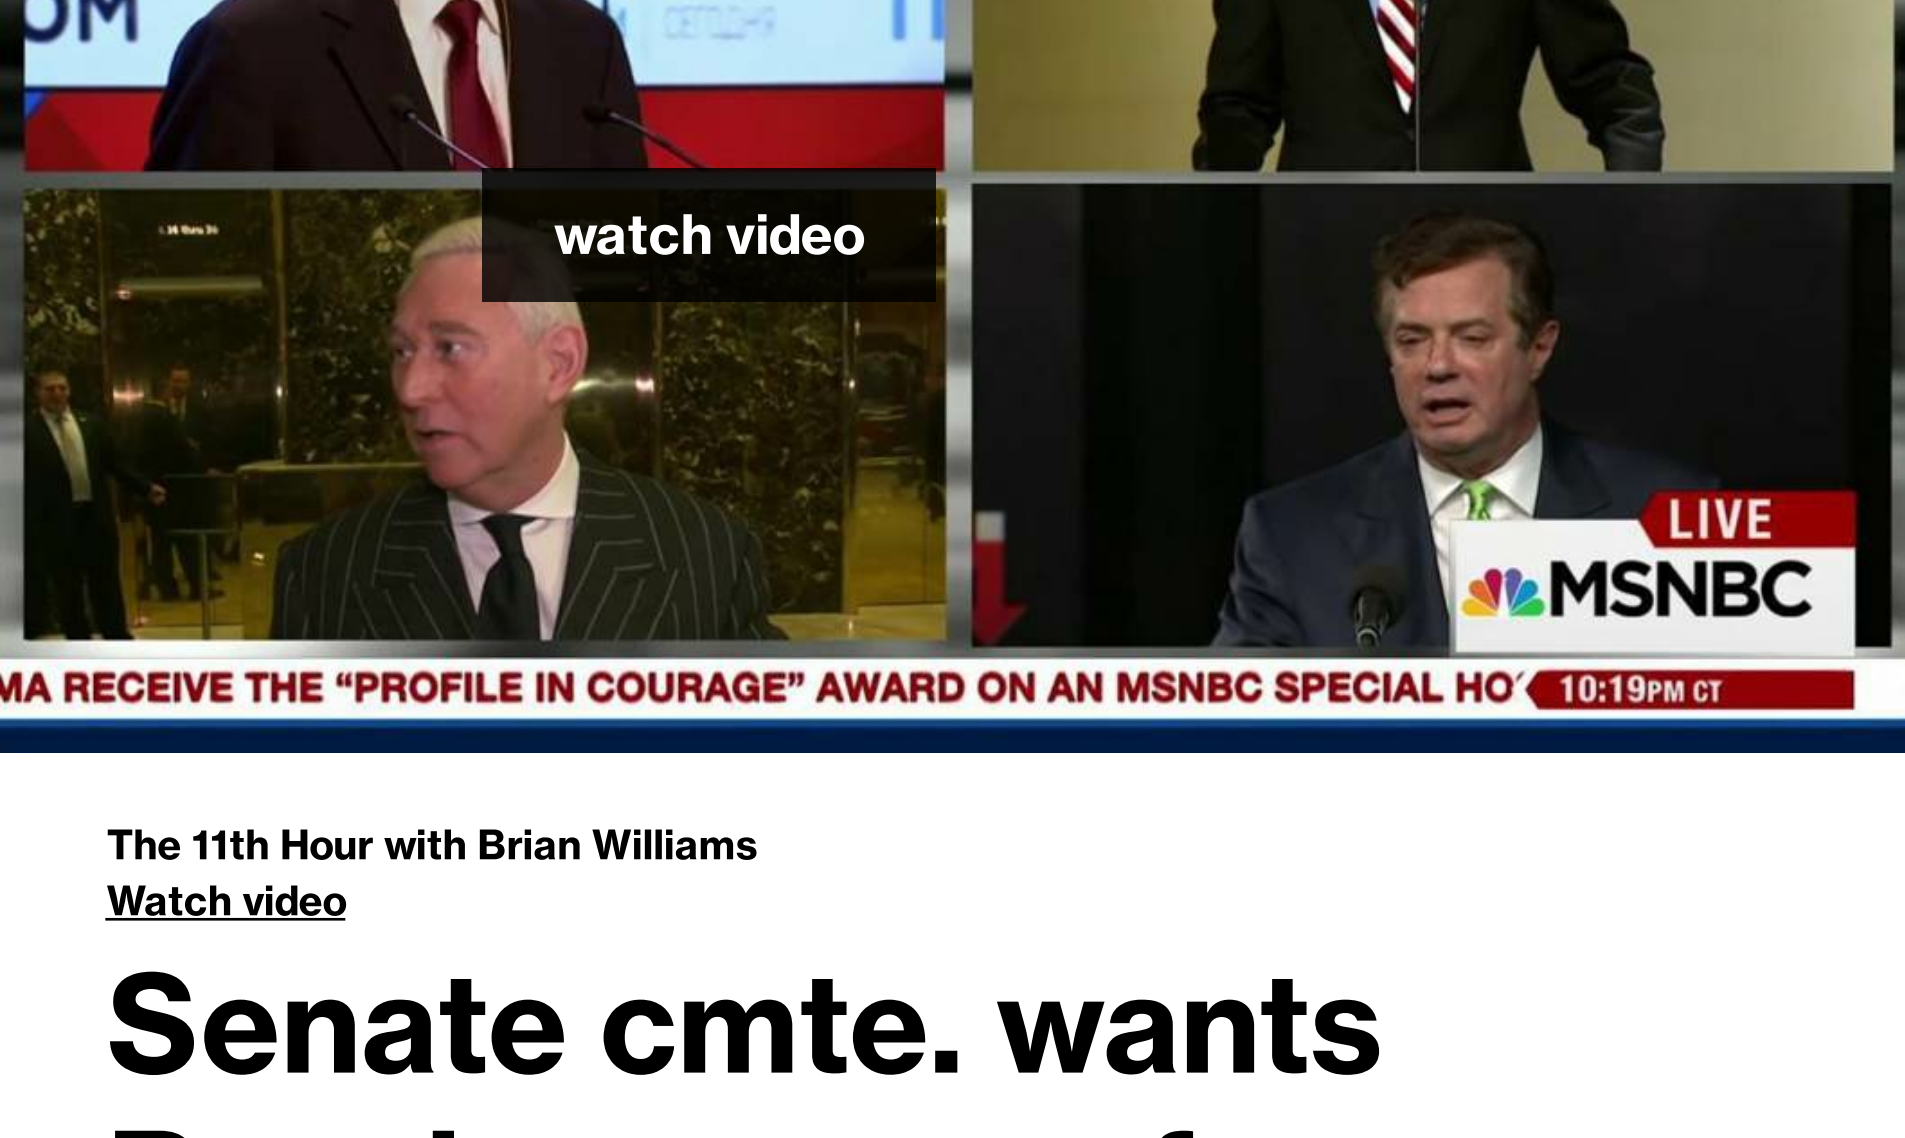 OM
СЕГОДНЯ
watch video
LIVE
MSNBC
MA RECEIVE THE “PROFILE IN COURAGE” AWARD ON AN MSNBC SPECIAL HO
10:19PM CT
The 11th Hour with Brian Williams
Watch video
Senate cmte. wants